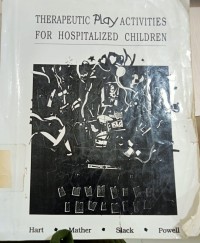 THERAPEUTIC Play ACTIVITIES
FOR HOSPITALIZED CHILDREN
Hart • Mather • Slack • Powell